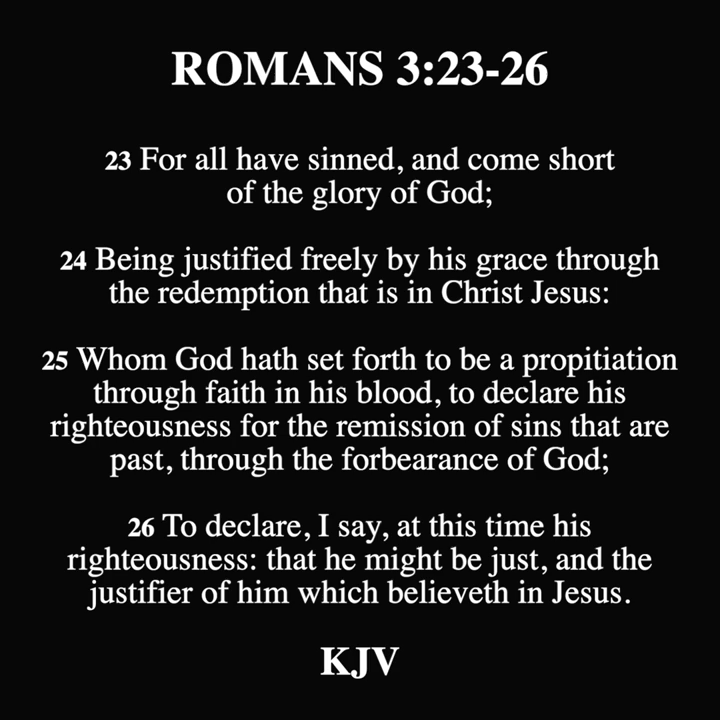 ROMANS 3:23-26
23 For all have sinned, and come short
of the glory of God;
24 Being justified freely by his grace through
the redemption that is in Christ Jesus:
25 Whom God hath set forth to be a propitiation
through faith in his blood, to declare his
righteousness for the remission of sins that are
past, through the forbearance of God;
26 To declare, I say, at this time his
righteousness: that he might be just, and the
justifier of him which believeth in Jesus.
KJV